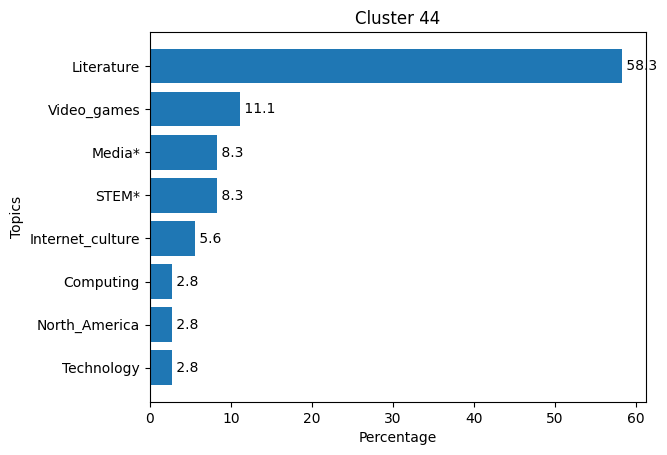 Cluster 44
Topics
Literature 58.3
Video_games 11.1
Media* 8.3
STEM* 8.3
Internet_culture 5.6
Computing 2.8
North_America 2.8
Technology 2.8
0 10 20 30 40 50 60
Percentage